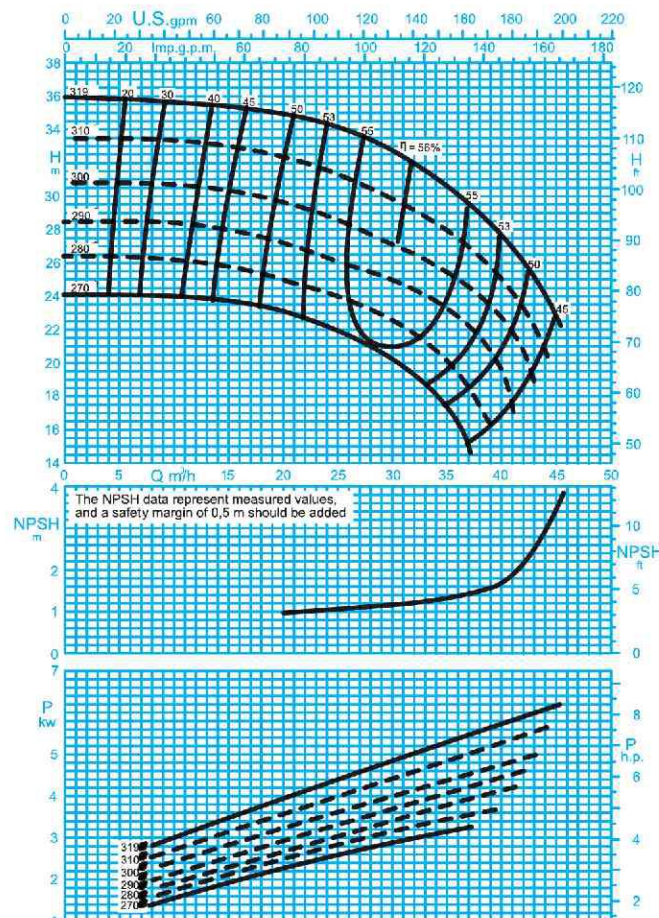 0 20 40 60 80 100 120 140 160 180 200 220
U.S.gpm
0 20 40 60 80 100 120 140 160 180
Imp.g.p.m.
38
36
34
H
m
30
28
26
24
22
20
18
16
14
120
110
H
ft
100
90
80
70
60
50
319 20 30 40 45 50 53 55
η = 56%
55
53
50
45
310
300
290
280
270
0 5 Q m³/h 15 20 25 30 35 40 45 50
4
NPSH
m
2
1
0
The NPSH data represent measured values,
and a safety margin of 0,5 m should be added
10
NPSH
ft
5
0
7
P
kw
5
4
3
2
1
8
P
h.p.
6
4
2
319
310
300
290
280
270